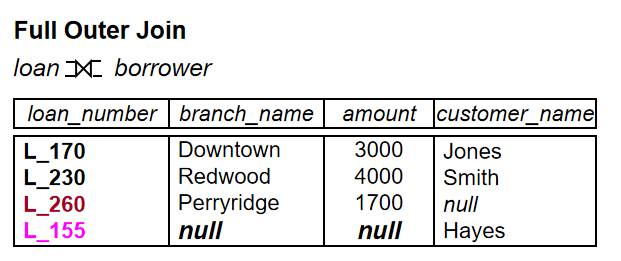 Full Outer Join
loan ⟗ borrower
loan_number branch_name amount customer_name
L_170 Downtown 3000 Jones
L_230 Redwood 4000 Smith
L_260 Perryridge 1700 null
L_155 null null Hayes